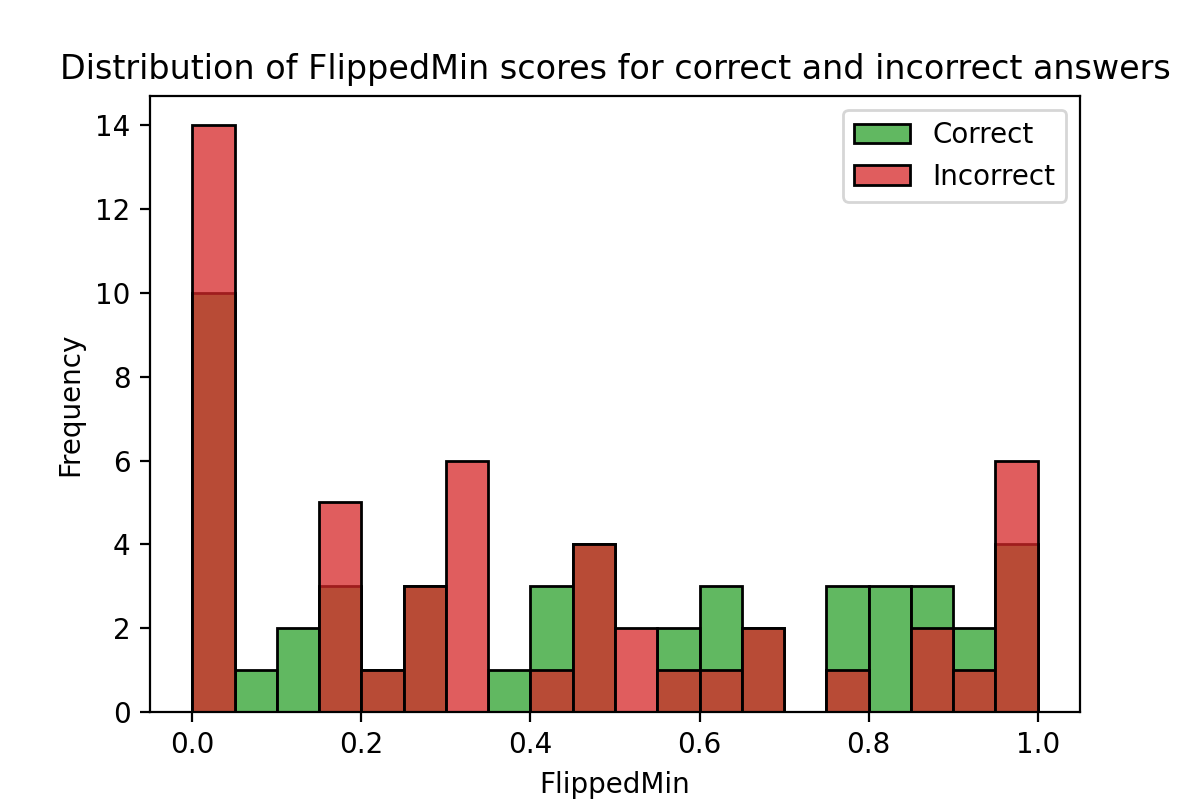 Distribution of FlippedMin scores for correct and incorrect answers
Correct
Incorrect
14
12
10
8
6
4
2
0
Frequency
0.0 0.2 0.4 0.6 0.8 1.0
FlippedMin